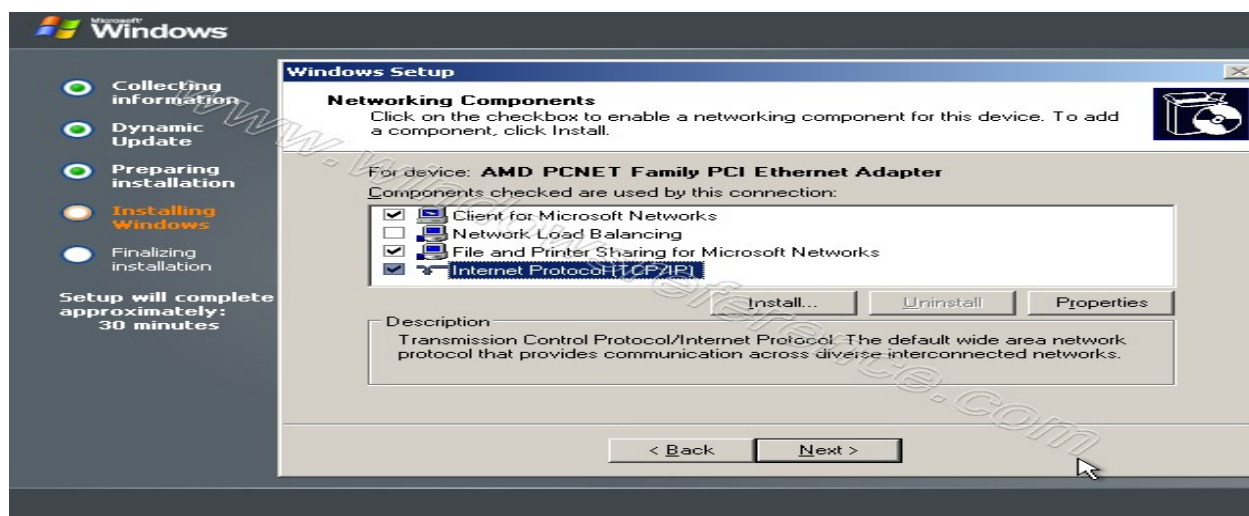 Microsoft
Windows
Collecting
information
Dynamic
Update
Preparing
installation
Installing
Windows
Finalizing
installation
Setup will complete
approximately:
30 minutes
Windows Setup
Networking Components
Click on the checkbox to enable a networking component for this device. To add
a component, click Install.
For device: AMD PCNET Family PCI Ethernet Adapter
Components checked are used by this connection:
Client for Microsoft Networks
Network Load Balancing
File and Printer Sharing for Microsoft Networks
Internet Protocol (TCP/IP)
Install...
Uninstall
Properties
Description
Transmission Control Protocol/Internet Protocol. The default wide area network
protocol that provides communication across diverse interconnected networks.
< Back
Next >
www.windowsreference.com